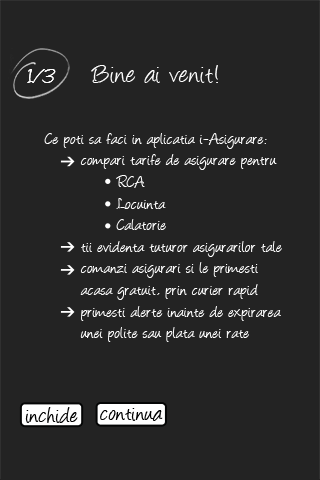 1/3 Bine ai venit!
Ce poti sa faci in aplicatia i-Asigurare:
→ compari tarife de asigurare pentru
• RCA
• Locuinta
• Calatorie
→ tii evidenta tuturor asigurarilor tale
→ comanzi asigurari si le primesti
acasa gratuit, prin curier rapid
→ primesti alerte inainte de expirarea
unei polite sau plata unei rate
inchide continua